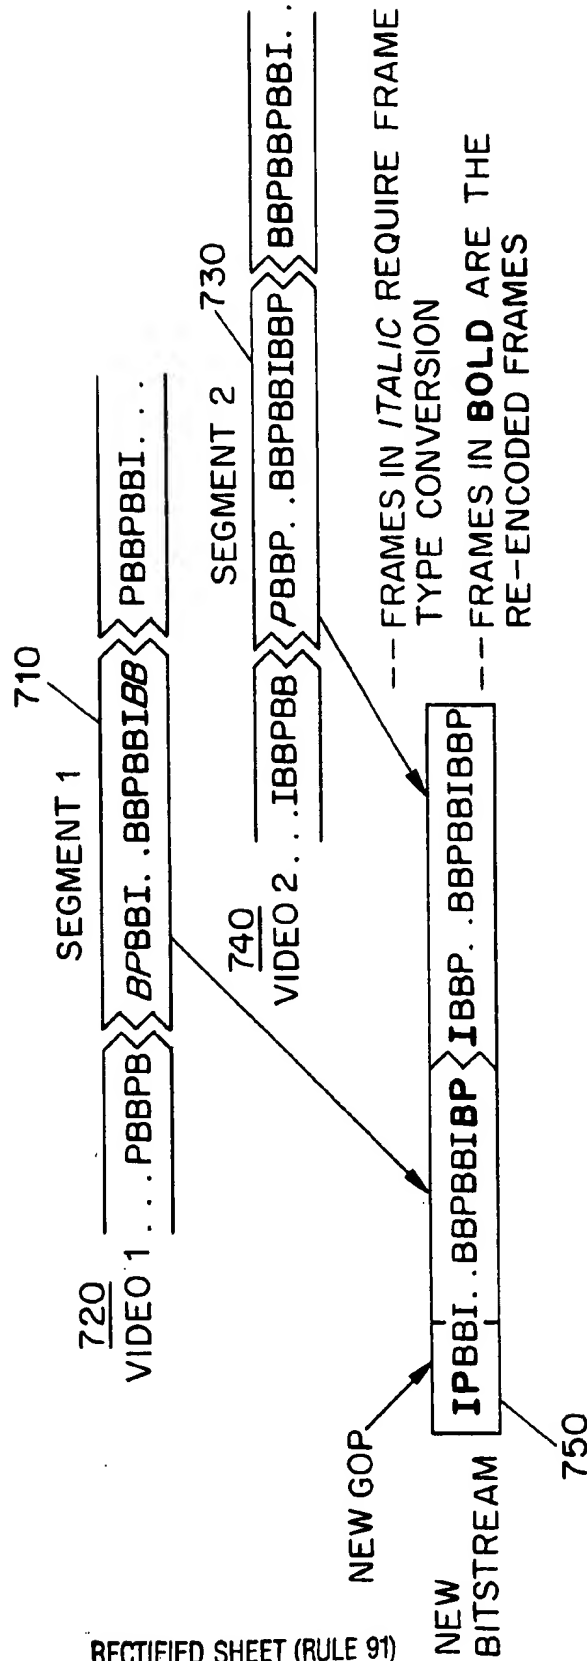 710
SEGMENT 1
720
VIDEO 1 . . . . PBBPB BPBBI. . BBPBBIBB PBBPBBI. . . .
SEGMENT 2
730
740
VIDEO 2 . . . . IBBPBB PBBP. . BBPBBIBBP BBPBBPBBI. . .
NEW GOP
NEW
BITSTREAM
IPBBI. . BBPBBIBP IBBP. . BBPBBIBBP
750
-- FRAMES IN ITALIC REQUIRE FRAME
TYPE CONVERSION
-- FRAMES IN BOLD ARE THE
RE-ENCODED FRAMES
RECTIFIED SHEET (RULE 91)